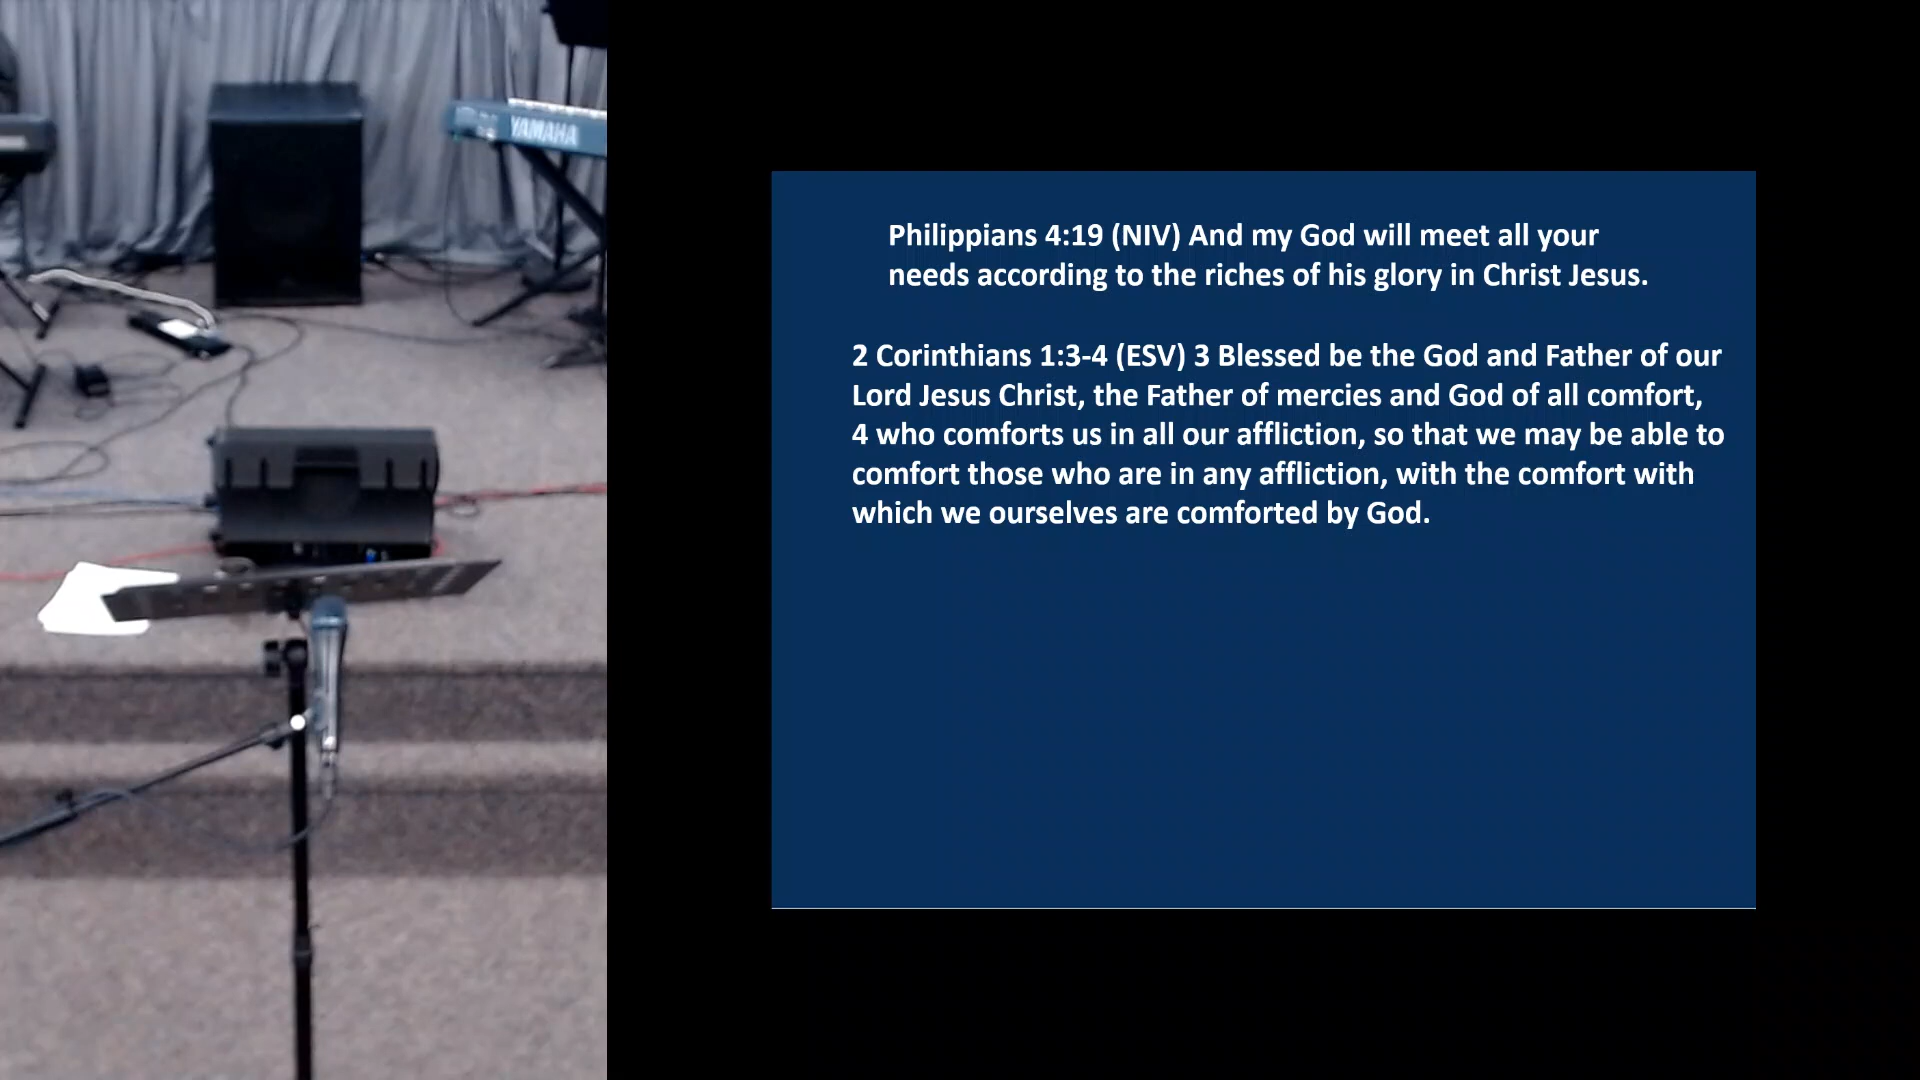 YAMAHA
Philippians 4:19 (NIV) And my God will meet all your
needs according to the riches of his glory in Christ Jesus.
2 Corinthians 1:3-4 (ESV) 3 Blessed be the God and Father of our
Lord Jesus Christ, the Father of mercies and God of all comfort,
4 who comforts us in all our affliction, so that we may be able to
comfort those who are in any affliction, with the comfort with
which we ourselves are comforted by God.